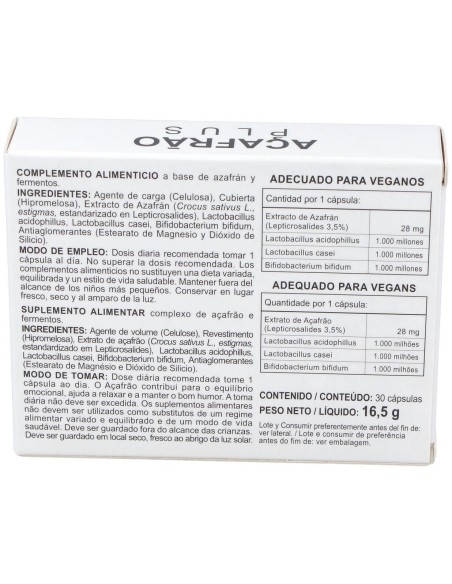 AÇAFRÃO
PLUS
COMPLEMENTO ALIMENTICIO a base de azafrán y
fermentos.
INGREDIENTES: Agente de carga (Celulosa), Cubierta
(Hipromelosa), Extracto de Azafrán (Crocus sativus L.,
estigmas, estandarizado en Lepticrosalides), Lactobacillus
acidophillus, Lactobacillus casei, Bifidobacterium bifidum,
Antiaglomerantes (Estearato de Magnesio y Dióxido de
Silicio).
MODO DE EMPLEO: Dosis diaria recomendada tomar 1
cápsula al día. No superar la dosis recomendada. Los
complementos alimenticios no sustituyen una dieta variada,
equilibrada y un estilo de vida saludable. Mantener fuera del
alcance de los niños más pequeños. Conservar en lugar
fresco, seco y al amparo de la luz.
SUPLEMENTO ALIMENTAR complexo de açafrão e
fermentos.
INGREDIENTES: Agente de volume (Celulose), Revestimento
(Hipromelose), Extrato de açafrão (Crocus sativus L., estigmas,
estandarizado em Lepticrosalides), Lactobacillus acidophillus,
Lactobacillus casei, Bifidobacterium bifidum, Antiaglomerantes
(Estearato de Magnésio e Dióxido de Silicio).
MODO DE TOMAR: Dose diária recomendada tome 1
cápsula ao dia. O Açafrão contribui para o equilíbrio
emocional, ajuda a relaxar e a manter o bom humor. A toma
diária não deve ser excedida. Os suplementos alimentares
não devem ser utilizados como substitutos de um regime
alimentar variado e equilibrado e de um modo de vida
saudável. Deve ser guardado fora do alcance das crianças.
Deve ser guardado em local seco, fresco ao abrigo da luz solar.
ADECUADO PARA VEGANOS
Cantidad por 1 cápsula:
Extracto de Azafrán
(Lepticrosalides 3,5%) 28 mg
Lactobacillus acidophillus 1.000 millones
Lactobacillus casei 1.000 millones
Bifidobacterium bifidum 1.000 millones
ADEQUADO PARA VEGANS
Quantidade por 1 cápsula:
Extrato de Açafrão
(Lepticrosalides 3,5%) 28 mg
Lactobacillus acidophillus 1.000 milhões
Lactobacillus casei 1.000 milhões
Bifidobacterium bifidum 1.000 milhões
CONTENIDO / CONTEÚDO: 30 cápsulas
PESO NETO / LÍQUIDO: 16,5 g
Lote y Consumir preferentemente antes del fin de:
ver lateral. / Lote e consumir de preferência
antes do fim de: ver embalagem.